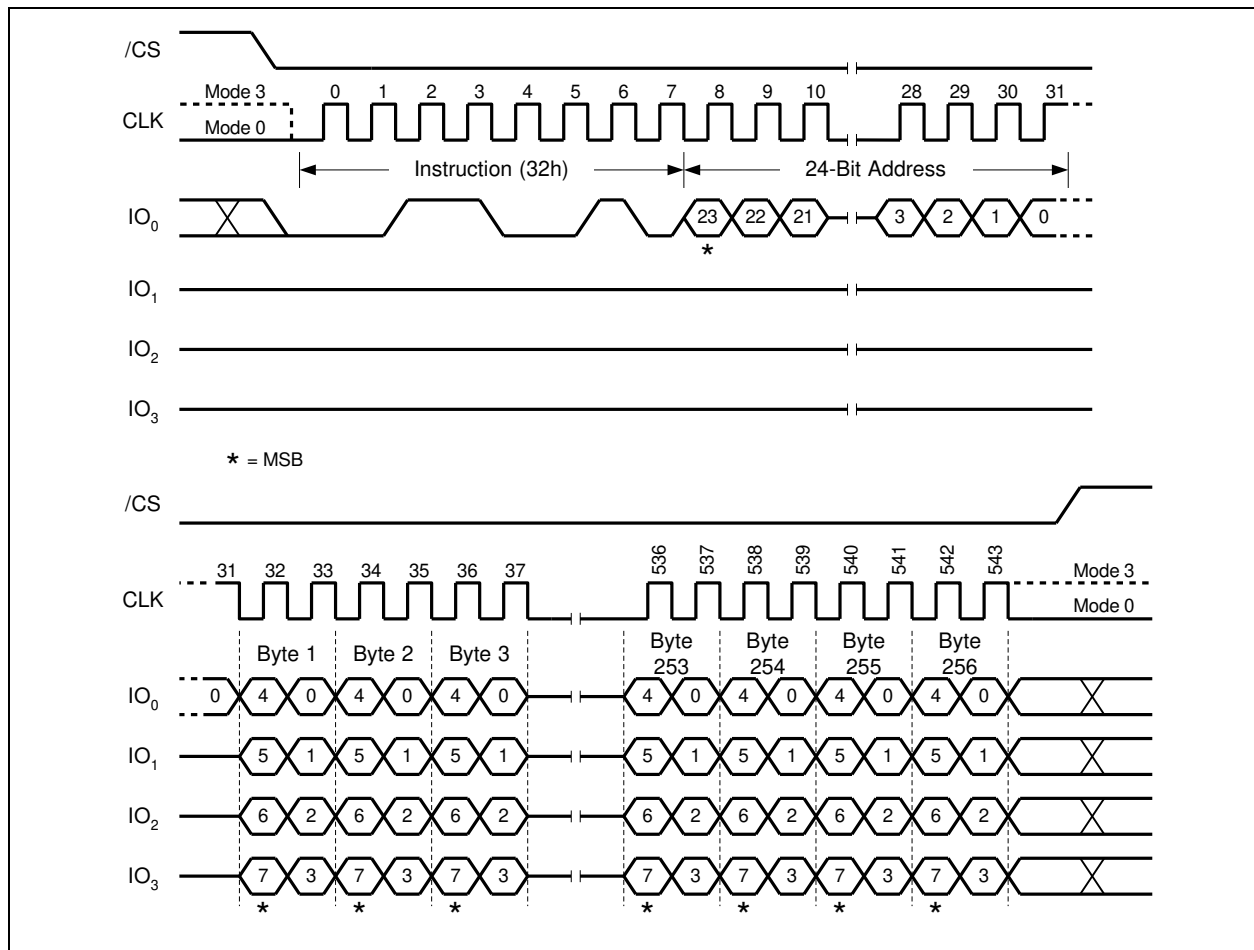 /CS
Mode 3 0 1 2 3 4 5 6 7 8 9 10 28 29 30 31
CLK
Mode 0
Instruction (32h) 24-Bit Address
IO0 23 22 21 3 2 1 0
*
IO1
IO2
IO3
* = MSB
/CS
31 32 33 34 35 36 37 536 537 538 539 540 541 542 543 Mode 3
CLK
Mode 0
Byte 1 Byte 2 Byte 3 Byte 253 Byte 254 Byte 255 Byte 256
IO0 0 4 0 4 0 4 0 4 0 4 0 4 0 4 0
IO1 5 1 5 1 5 1 5 1 5 1 5 1 5 1
IO2 6 2 6 2 6 2 6 2 6 2 6 2 6 2
IO3 7 3 7 3 7 3 7 3 7 3 7 3 7 3
* * * * * * *